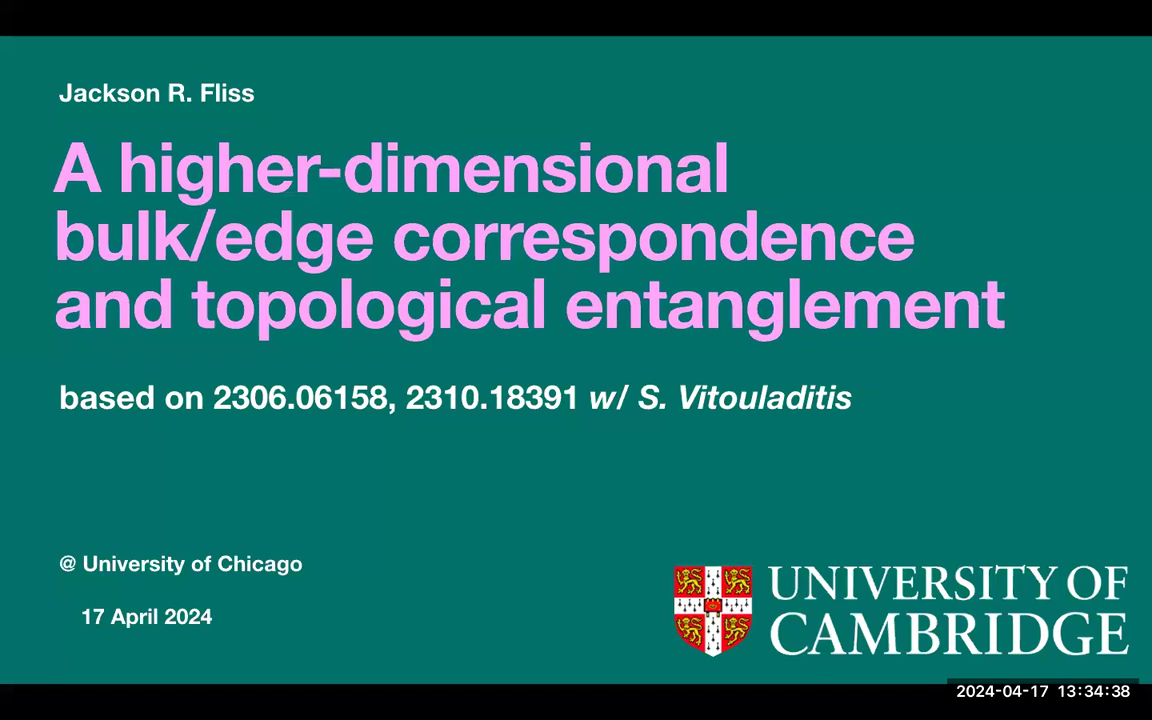 Jackson R. Fliss
A higher-dimensional
bulk/edge correspondence
and topological entanglement
based on 2306.06158, 2310.18391 w/ S. Vitouladitis
@ University of Chicago
17 April 2024
UNIVERSITY OF
CAMBRIDGE
2024-04-17 13:34:38